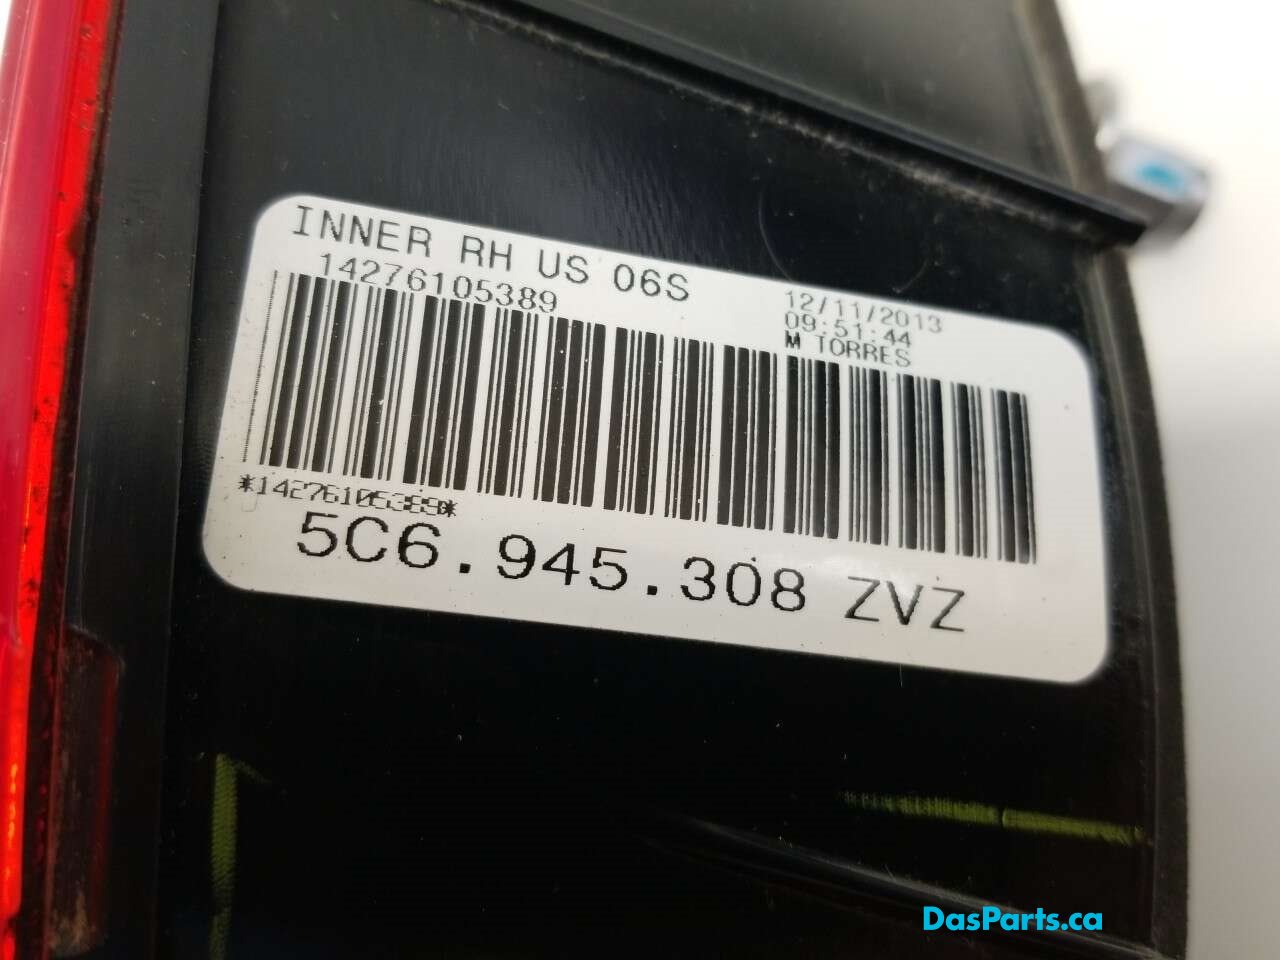 INNER RH US 06S
14276105389
12/11/2013
09:51:44
M TORRES
*14276105389*
5C6.945.308 ZVZ
DasParts.ca